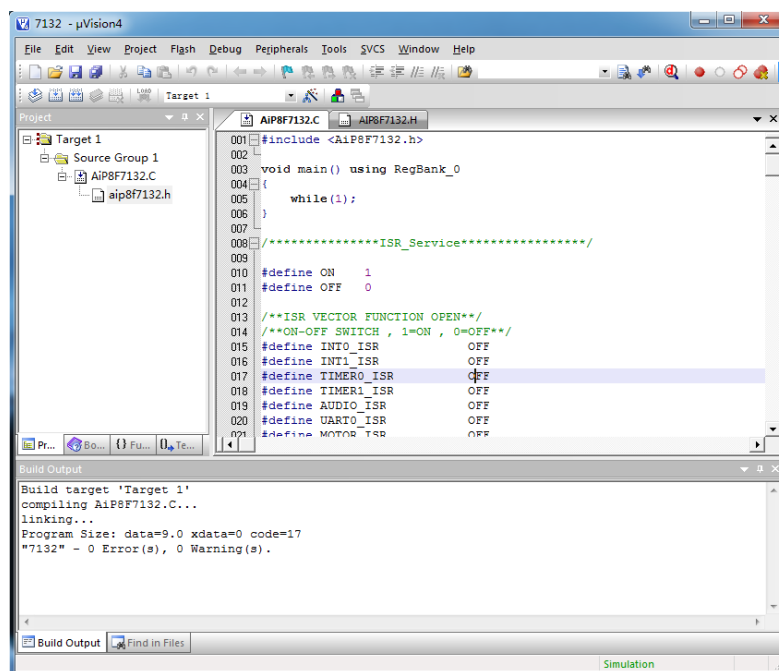 7132 - µVision4
File Edit View Project Flash Debug Peripherals Tools SVCS Window Help
Target 1
Project
AiP8F7132.C AIP8F7132.H
Target 1
Source Group 1
AiP8F7132.C
aip8f7132.h
001 #include <AiP8F7132.h>
002
003 void main() using RegBank_0
004 {
005 while(1);
006 }
007
008 /***************ISR_Service*****************/
009
010 #define ON 1
011 #define OFF 0
012
013 /**ISR VECTOR FUNCTION OPEN**/
014 /**ON-OFF SWITCH , 1=ON , 0=OFF**/
015 #define INT0_ISR OFF
016 #define INT1_ISR OFF
017 #define TIMER0_ISR OFF
018 #define TIMER1_ISR OFF
019 #define AUDIO_ISR OFF
020 #define UART0_ISR OFF
021 #define MOTOR_ISR OFF
Pr... Bo... {} Fu... 0 Te...
Build Output
Build target 'Target 1'
compiling AiP8F7132.C...
linking...
Program Size: data=9.0 xdata=0 code=17
"7132" - 0 Error(s), 0 Warning(s).
Build Output Find in Files
Simulation